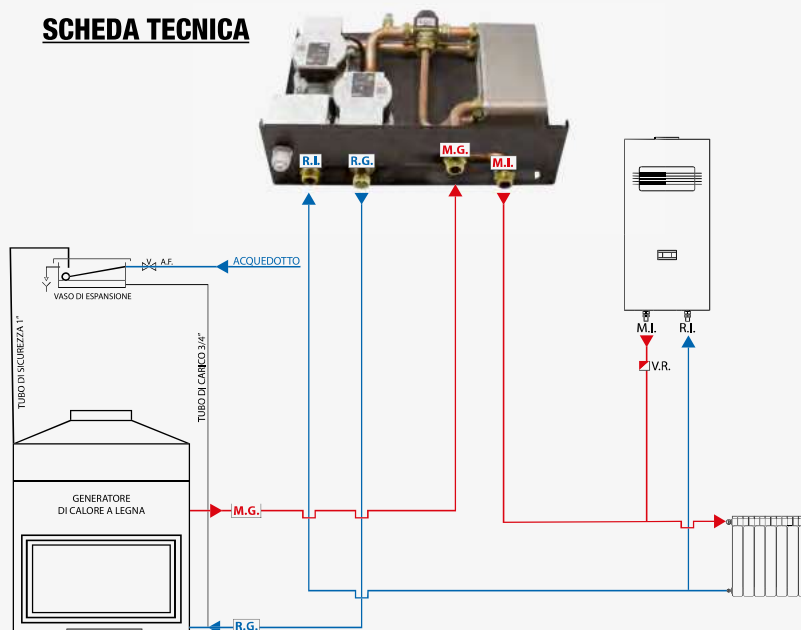 SCHEDA TECNICA
R.I.
R.G.
M.G.
M.I.
V.
A.F.
ACQUEDOTTO
VASO DI ESPANSIONE
TUBO DI SICUREZZA 1"
TUBO DI CARICO 3/4"
M.I.
R.I.
V.R.
GENERATORE
DI CALORE A LEGNA
M.G.
R.G.